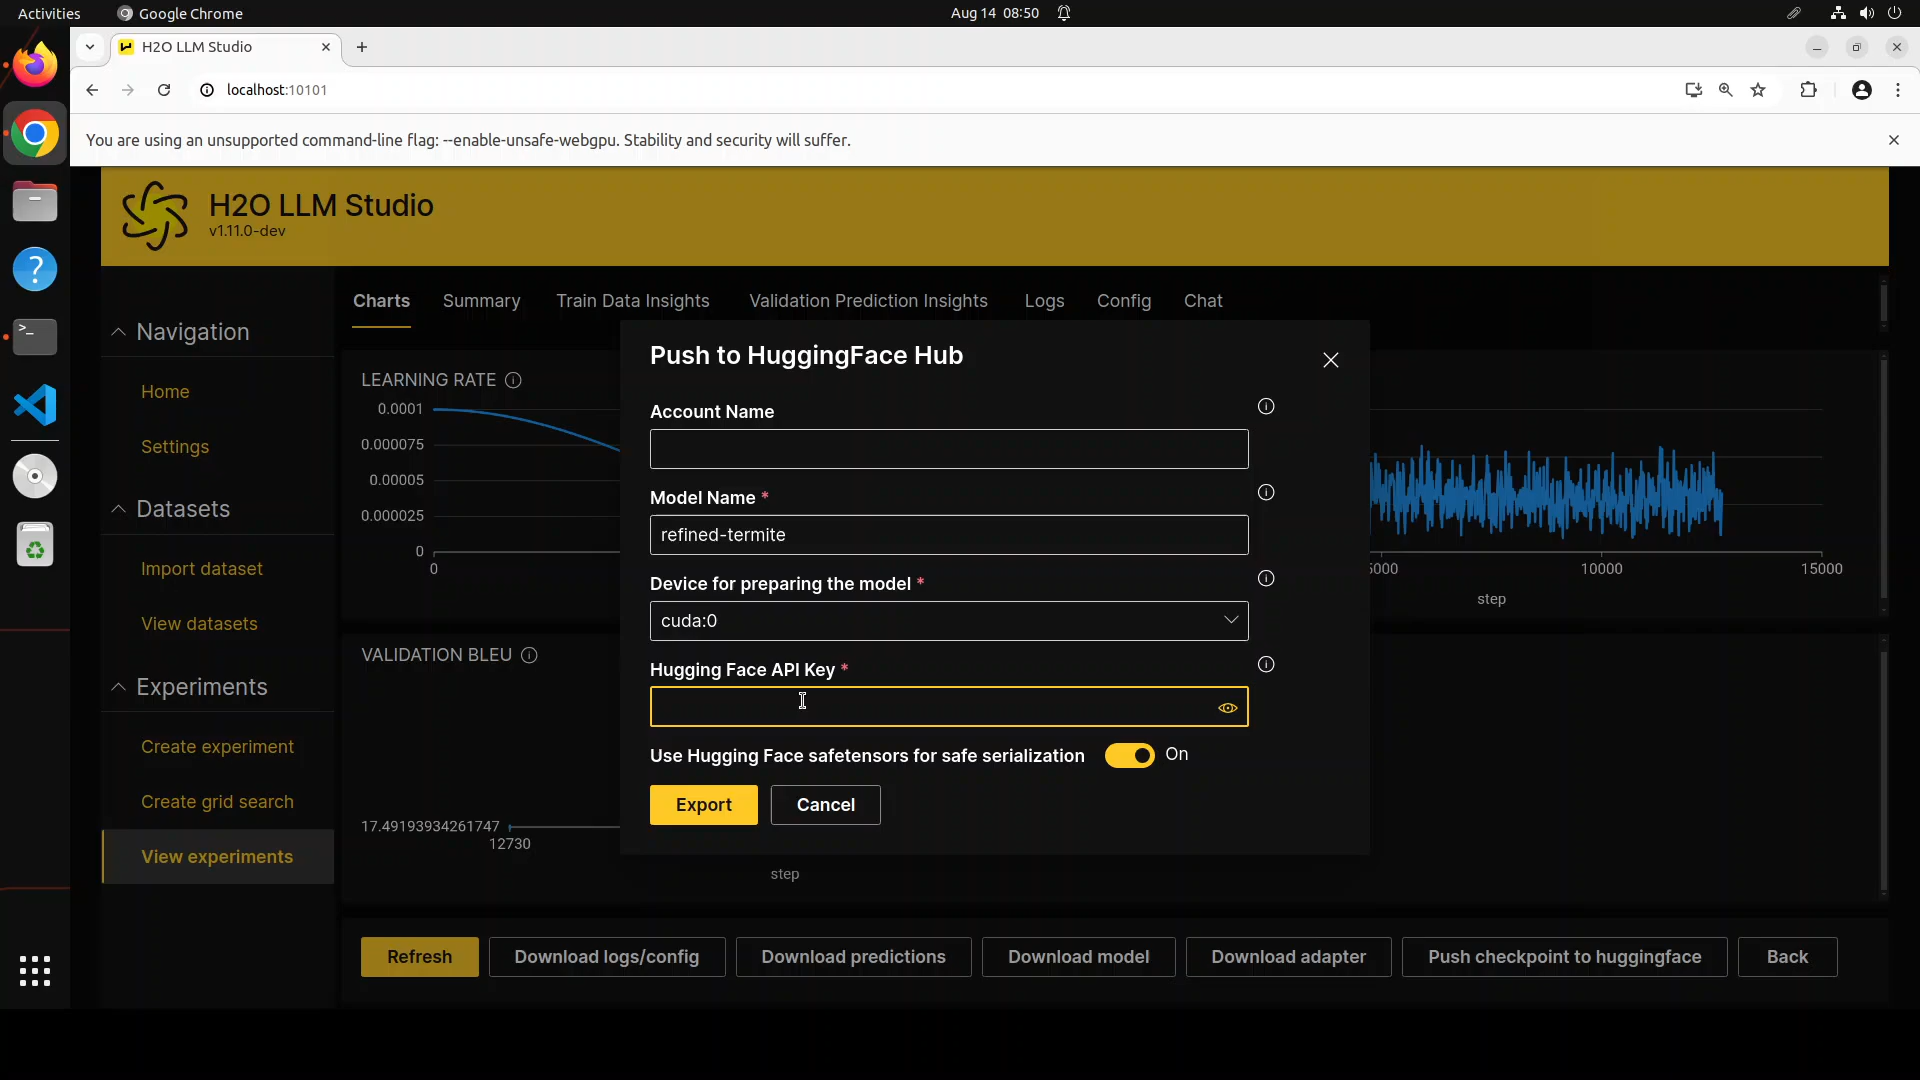 Activities
Google Chrome
Aug 14 08:50
H2O LLM Studio
localhost:10101
You are using an unsupported command-line flag: --enable-unsafe-webgpu. Stability and security will suffer.
H2O LLM Studio
v1.11.0-dev
Navigation
Home
Settings
Datasets
Import dataset
View datasets
Experiments
Create experiment
Create grid search
View experiments
Charts
Summary
Train Data Insights
Validation Prediction Insights
Logs
Config
Chat
LEARNING RATE
0.0001
0.000075
0.00005
0.000025
0
0
Push to HuggingFace Hub
Account Name
Model Name *
refined-termite
Device for preparing the model *
cuda:0
Hugging Face API Key *
Use Hugging Face safetensors for safe serialization
On
Export
Cancel
5000
10000
15000
step
VALIDATION BLEU
17.49193934261747
12730
step
Refresh
Download logs/config
Download predictions
Download model
Download adapter
Push checkpoint to huggingface
Back